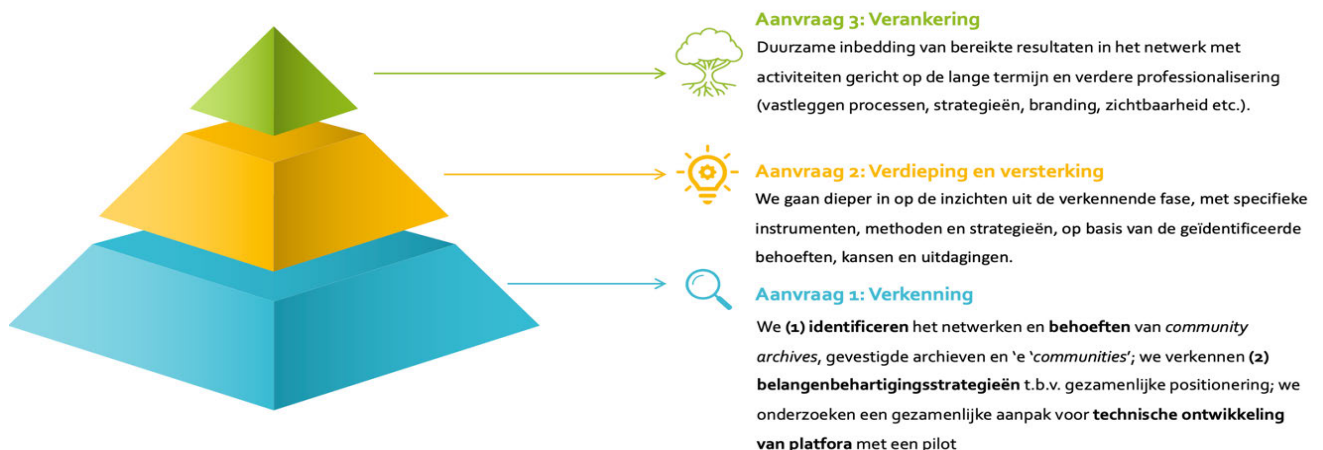 Aanvraag 3: Verankering
Duurzame inbedding van bereikte resultaten in het netwerk met
activiteiten gericht op de lange termijn en verdere professionalisering
(vastleggen processen, strategieën, branding, zichtbaarheid etc.).
Aanvraag 2: Verdieping en versterking
We gaan dieper in op de inzichten uit de verkennende fase, met specifieke
instrumenten, methoden en strategieën, op basis van de geïdentificeerde
behoeften, kansen en uitdagingen.
Aanvraag 1: Verkenning
We (1) identificeren het netwerken en behoeften van community
archives, gevestigde archieven en ‘e ‘communities’; we verkennen (2)
belangenbehartigingsstrategieën t.b.v. gezamenlijke positionering; we
onderzoeken een gezamenlijke aanpak voor technische ontwikkeling
van platfora met een pilot